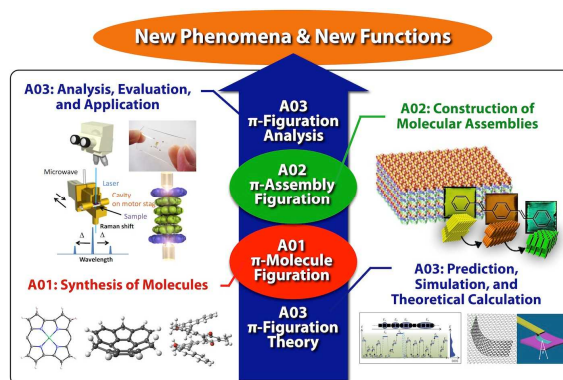 New Phenomena & New Functions
A03: Analysis, Evaluation,
and Application
A03
π-Figuration
Analysis
A02: Construction of
Molecular Assemblies
Microwave
Laser
Cavity
on motor stag
Sample
Raman shift
Δ
Δ
Wavelength
A02
π-Assembly
Figuration
A01
π-Molecule
Figuration
A01: Synthesis of Molecules
A03: Prediction,
Simulation, and
Theoretical Calculation
A03
π-Figuration
Theory
N
N
N
N